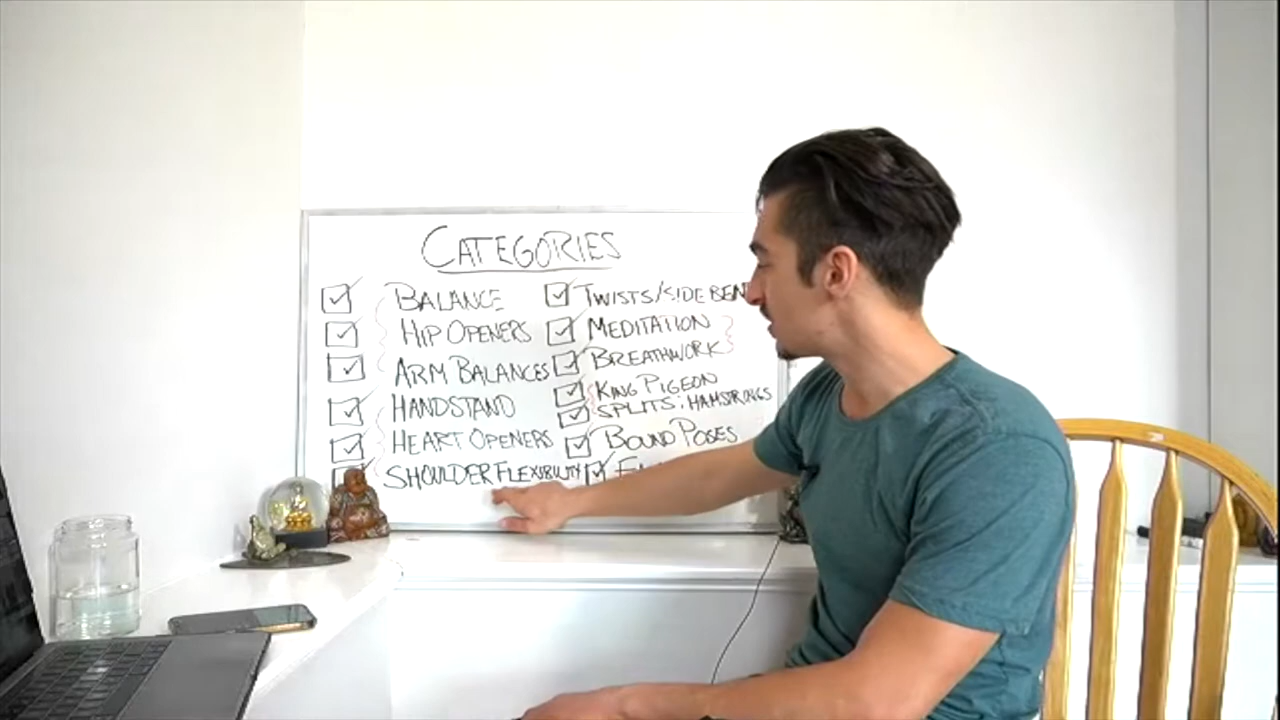 CATEGORIES
BALANCE
HIP OPENERS
ARM BALANCES
HANDSTAND
HEART OPENERS
SHOULDER FLEXIBILITY
TWISTS/SIDE BEN
MEDITATION
BREATHWORK
KING PIGEON
SPLITS: HAMSTRINGS
BOUND POSES